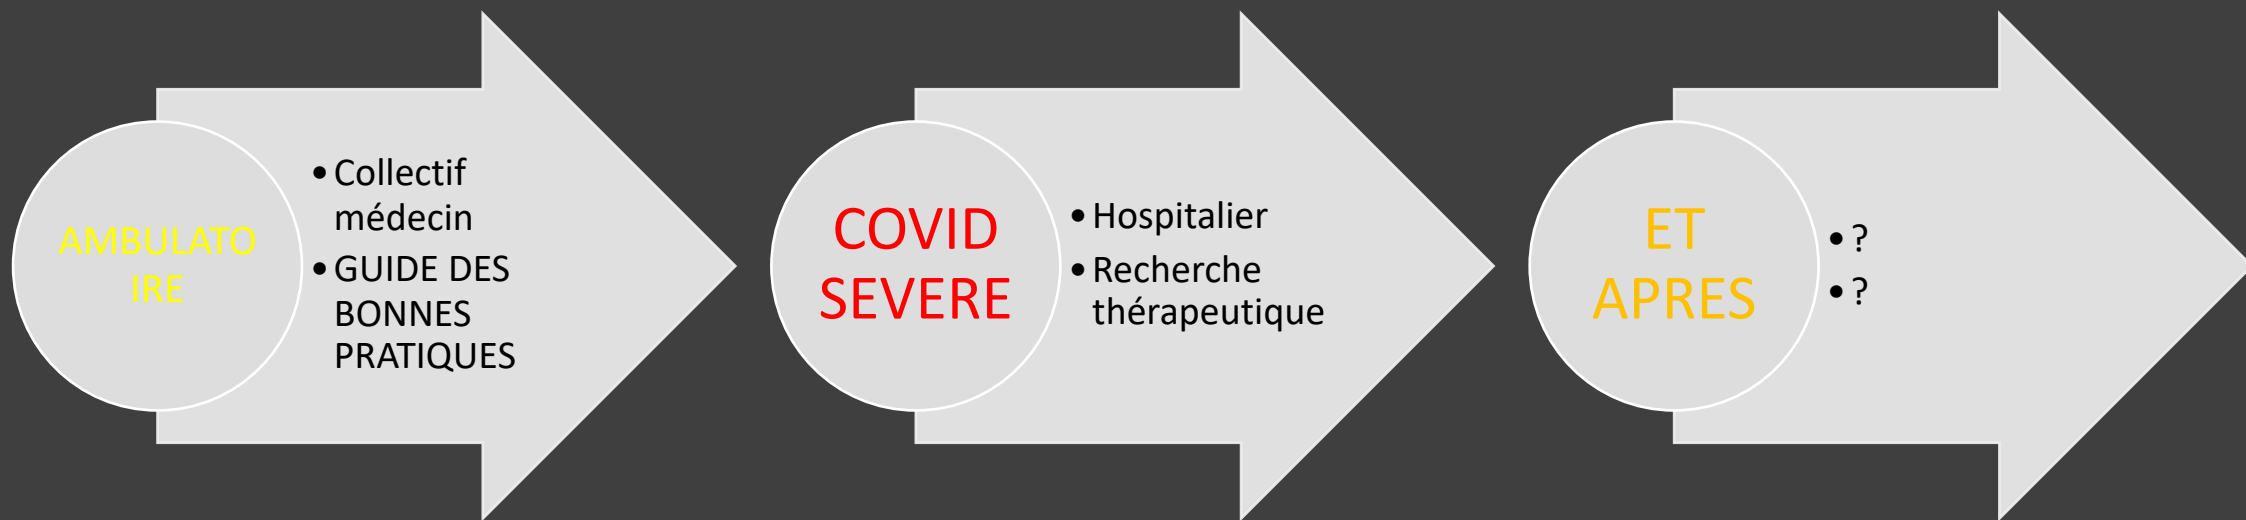 AMBULATO
IRE
• Collectif
médecin
• GUIDE DES
BONNES
PRATIQUES
COVID
SEVERE
• Hospitalier
• Recherche
thérapeutique
ET
APRES
• ?
• ?